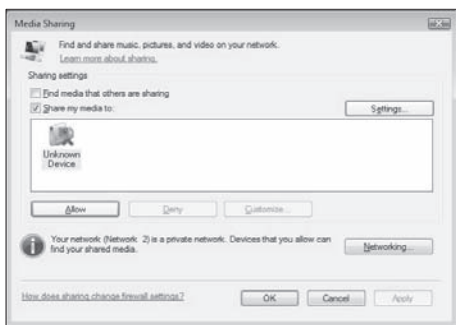 Media Sharing
Find and share music, pictures, and video on your network.
Learn more about sharing.
Sharing settings
Find media that others are sharing
Share my media to:
Settings...
Unknown
Device
Allow
Deny
Customize...
Your network (Network 2) is a private network. Devices that you allow can
find your shared media.
Networking...
How does sharing change firewall settings?
OK
Cancel
Apply